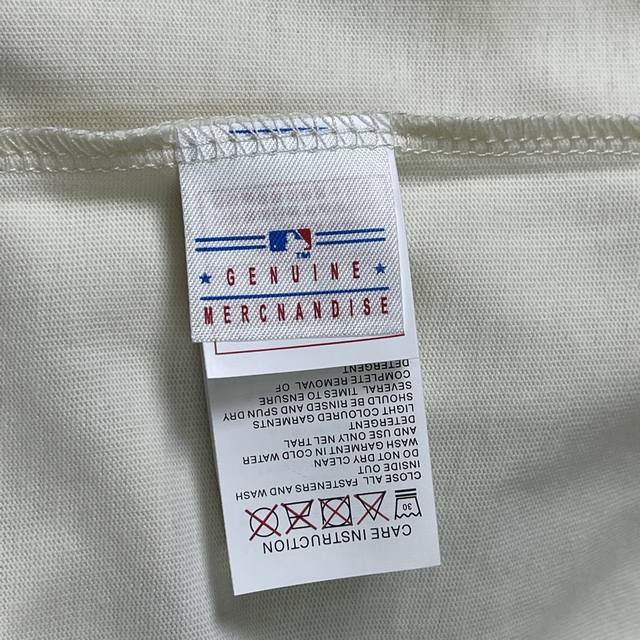 TM
GENUINE
MERCNANDISE
CARE INSTRUCTION
30
CLOSE ALL FASTENERS AND WASH
INSIDE OUT
DO NOT DRY CLEAN
WASH GARMENT IN COLD WATER
AND USE ONLY NEL TRAL
DETERGENT
LIGHT COLOURED GARMENTS
SHOULD BE RINSED AND SPUN DRY
SEVERAL TIMES TO ENSURE
COMPLETE REMOVAL OF
DETERGENT